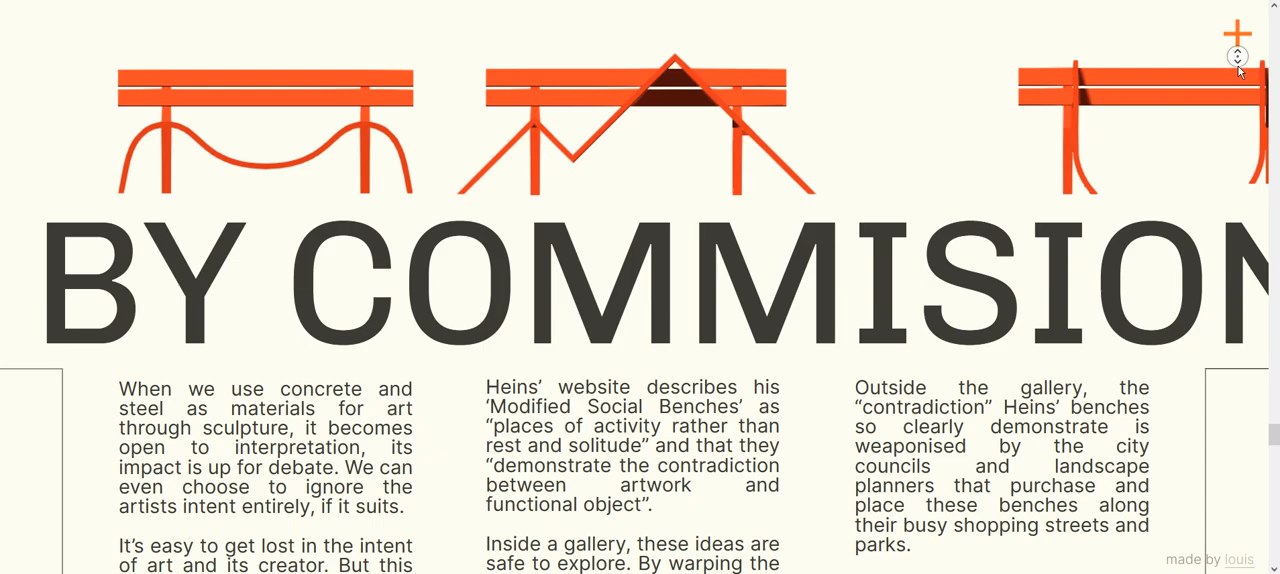 BY COMMISION
When we use concrete and
steel as materials for art
through sculpture, it becomes
open to interpretation, its
impact is up for debate. We can
even choose to ignore the
artists intent entirely, if it suits.
It’s easy to get lost in the intent
of art and its creator. But this
Heins’ website describes his
‘Modified Social Benches’ as
“places of activity rather than
rest and solitude” and that they
“demonstrate the contradiction
between artwork and
functional object”.
Inside a gallery, these ideas are
safe to explore. By warping the
Outside the gallery, the
“contradiction” Heins’ benches
so clearly demonstrate is
weaponised by the city
councils and landscape
planners that purchase and
place these benches along
their busy shopping streets and
parks.
made by louis